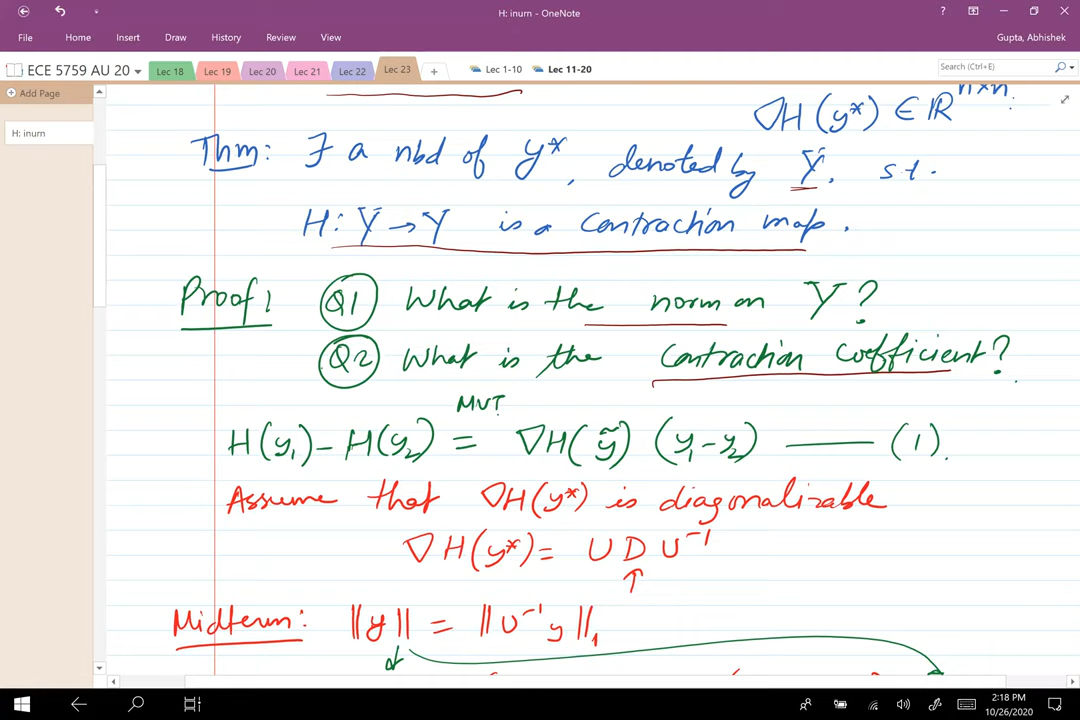 H: inurn - OneNote
Gupta, Abhishek
File Home Insert Draw History Review View
ECE 5759 AU 20 Lec 18 Lec 19 Lec 20 Lec 21 Lec 22 Lec 23 Lec 1-10 Lec 11-20 Search (Ctrl+E)
Add Page
H: inurn
∇H (y*) ∈ ℝ^{n×n}.
Thm: ∃ a nbd of y*, denoted by Y, s.t.
H: Y → Y is a contraction map.
Proof: Q1 What is the norm on Y?
Q2 What is the contraction coefficient?
MVT
H(y₁) - H(y₂) = ∇H(ỹ) (y₁-y₂) —— (1).
Assume that ∇H(y*) is diagonalizable
∇H(y*) = U D U⁻¹
Midterm: ||y|| = ||U⁻¹ y||₁
2:18 PM
10/26/2020